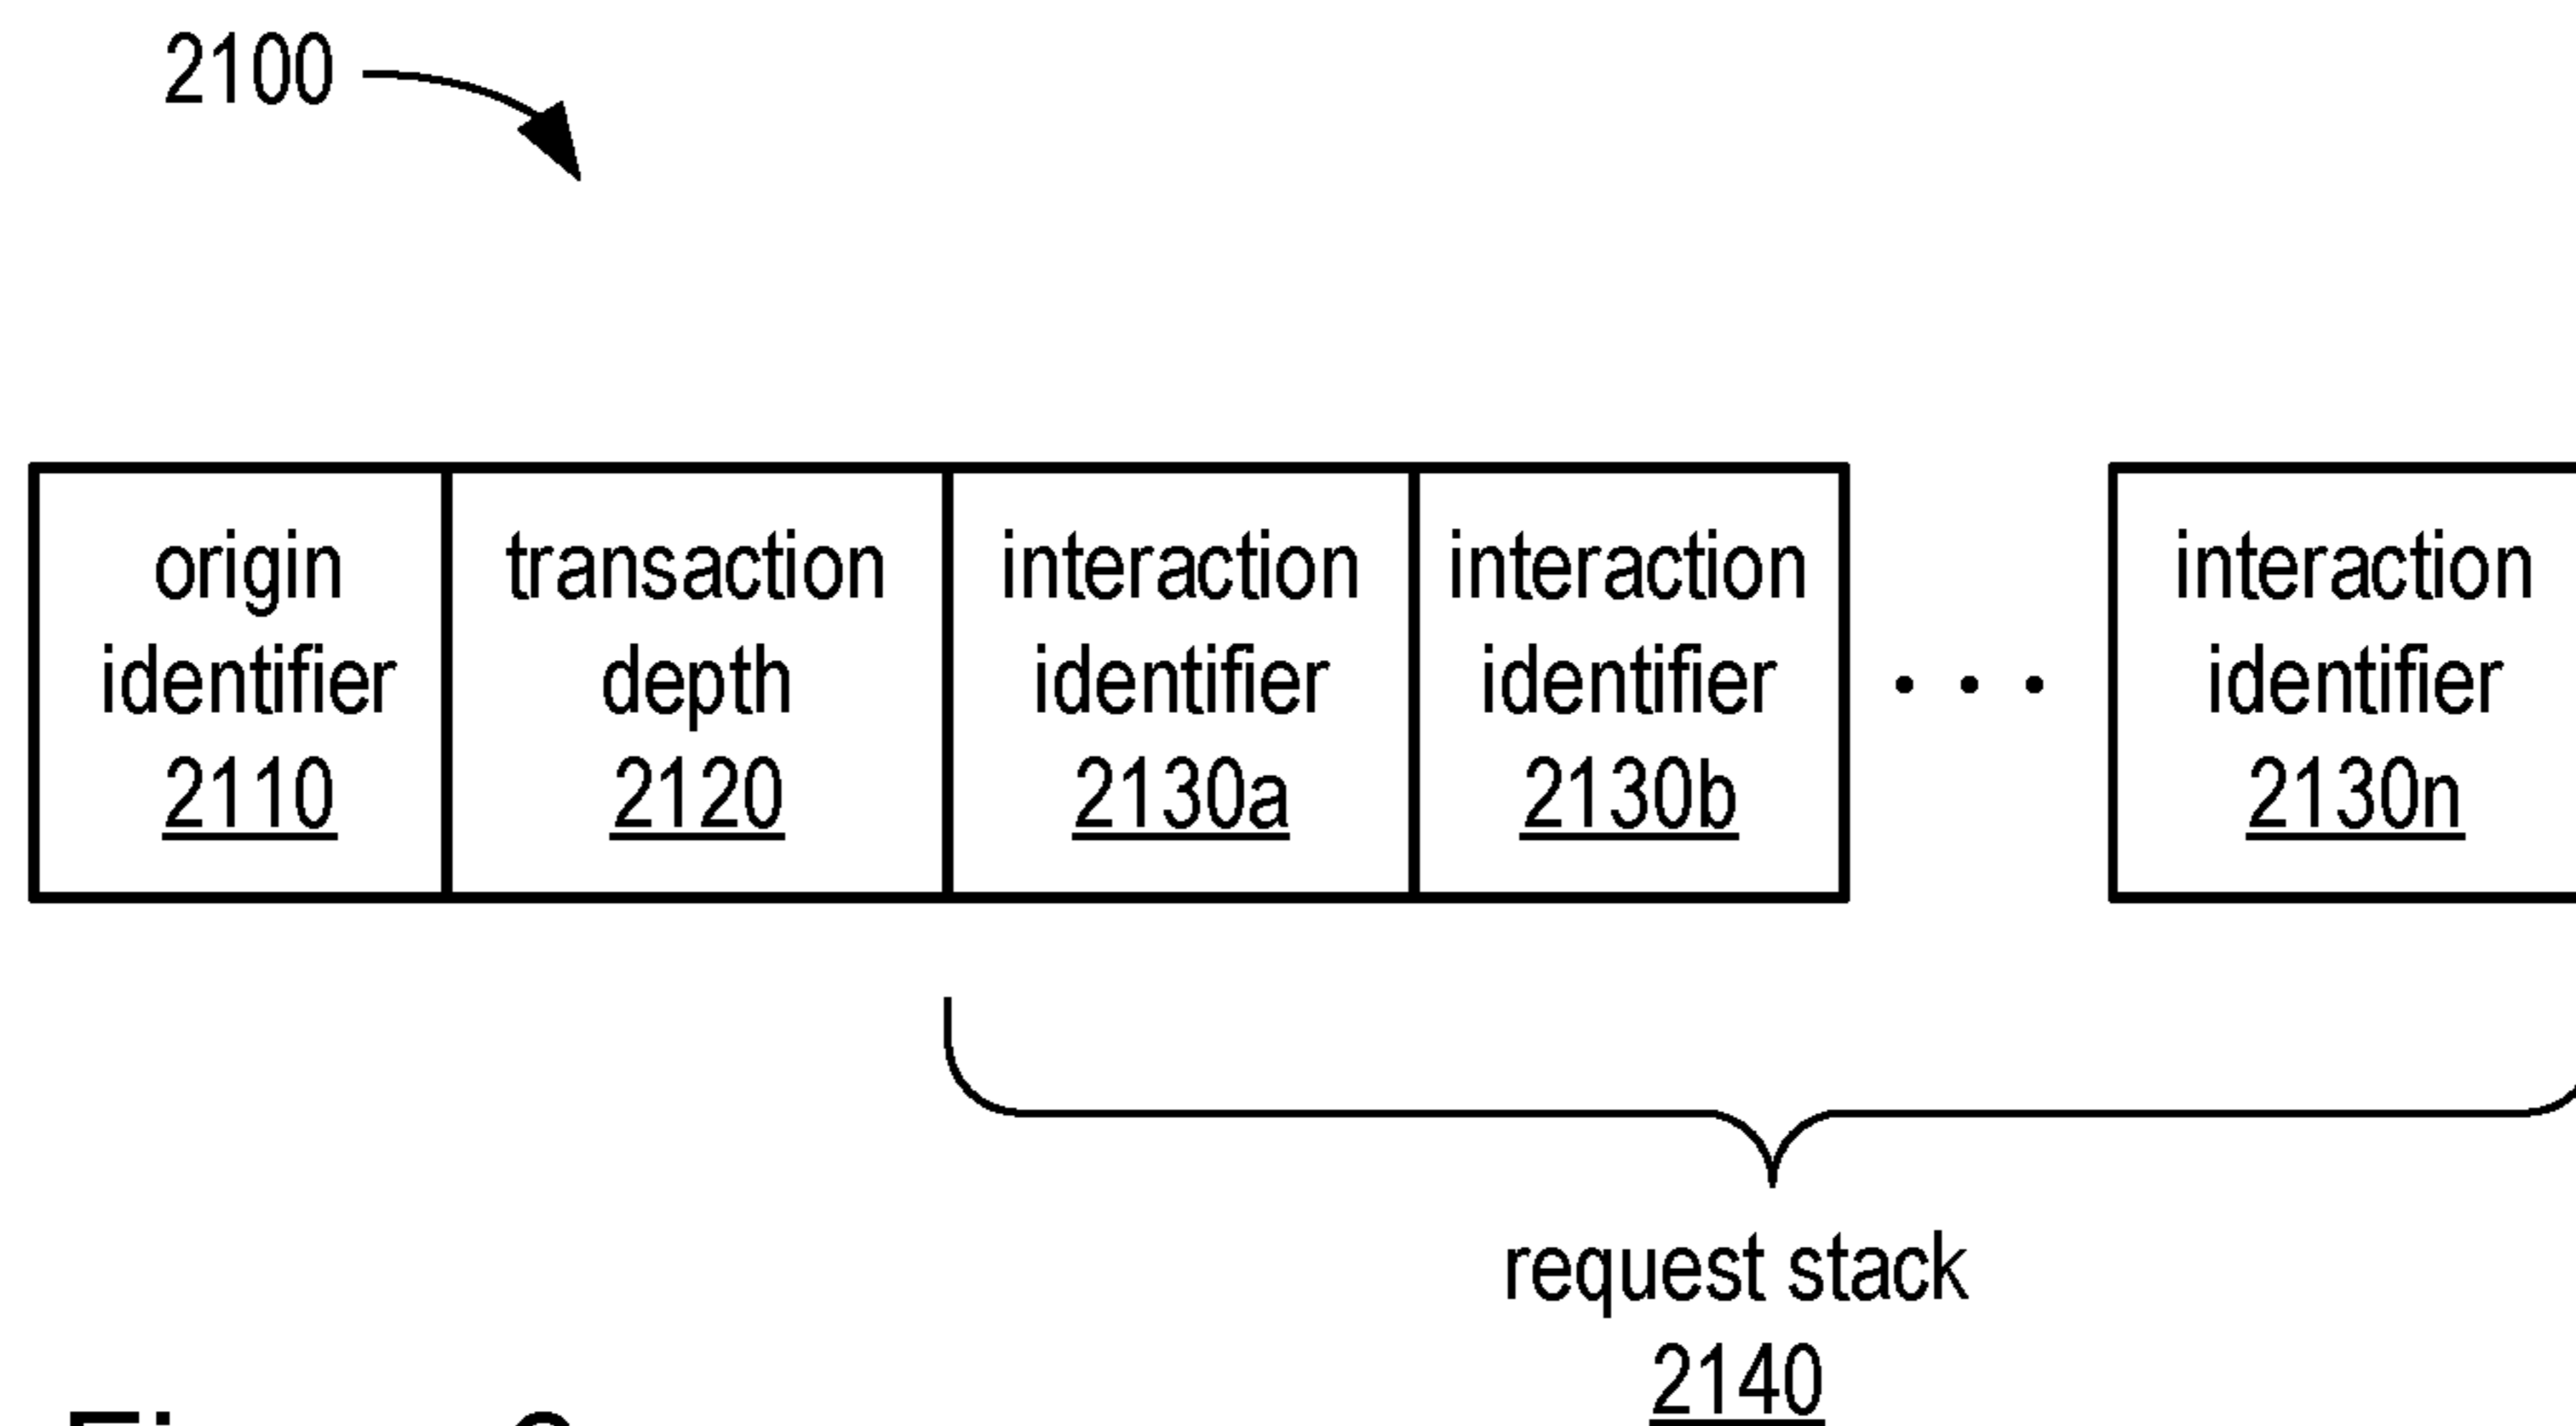 2100
origin identifier 2110
transaction depth 2120
interaction identifier 2130a
interaction identifier 2130b
. . .
interaction identifier 2130n
request stack
2140